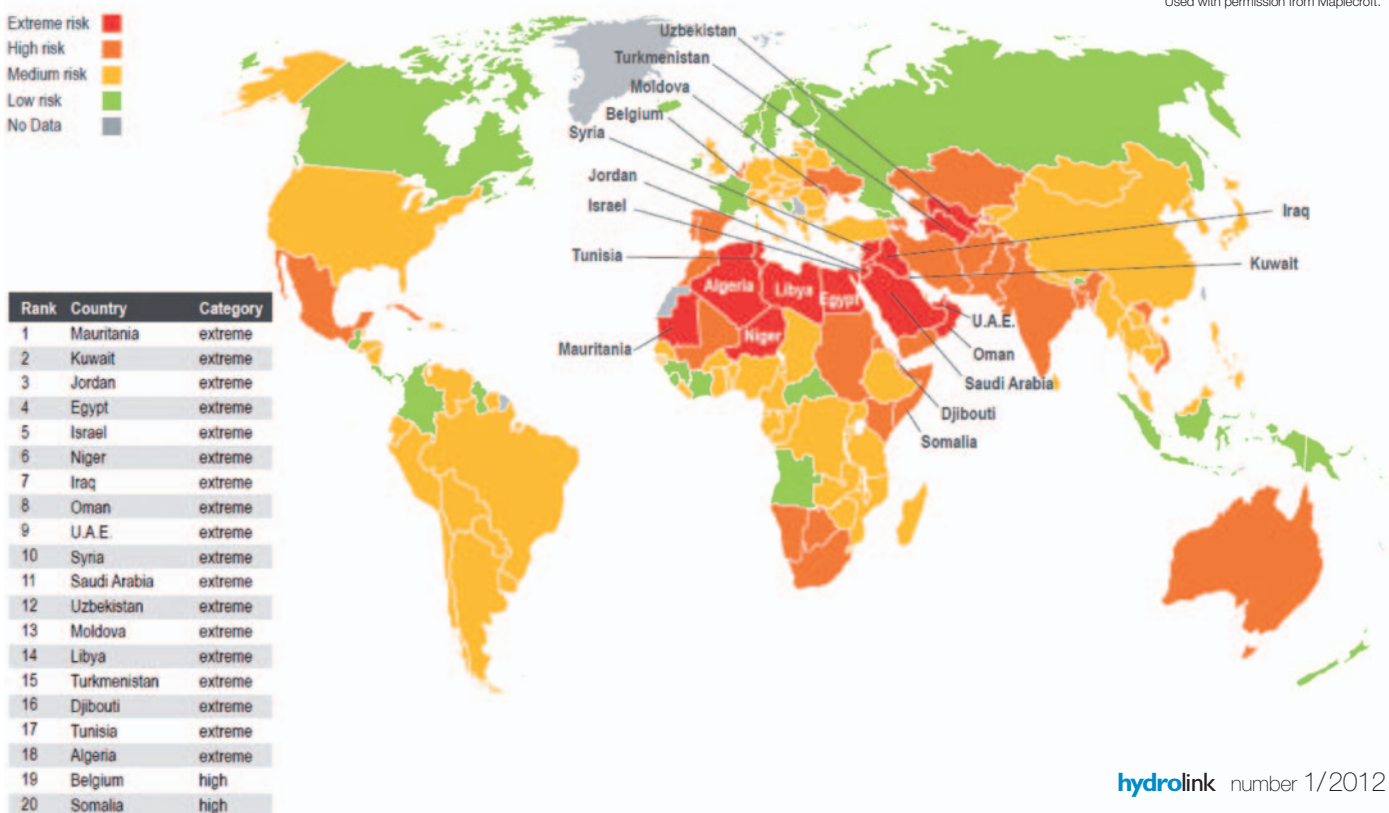 Used with permission from Maplecroft.
Extreme risk
High risk
Medium risk
Low risk
No Data
Uzbekistan
Turkmenistan
Moldova
Belgium
Syria
Jordan
Israel
Tunisia
Algeria
Libya
Egypt
Niger
Mauritania
Iraq
Kuwait
U.A.E.
Oman
Saudi Arabia
Djibouti
Somalia
Rank Country Category
1 Mauritania extreme
2 Kuwait extreme
3 Jordan extreme
4 Egypt extreme
5 Israel extreme
6 Niger extreme
7 Iraq extreme
8 Oman extreme
9 U.A.E. extreme
10 Syria extreme
11 Saudi Arabia extreme
12 Uzbekistan extreme
13 Moldova extreme
14 Libya extreme
15 Turkmenistan extreme
16 Djibouti extreme
17 Tunisia extreme
18 Algeria extreme
19 Belgium high
20 Somalia high
hydrolink number 1/2012